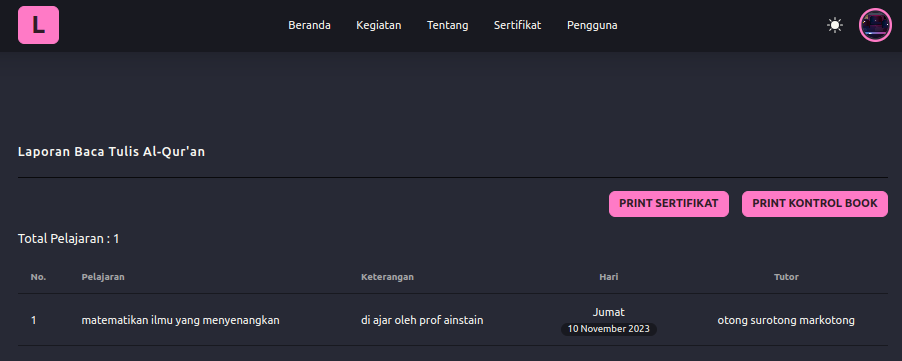 L
Beranda Kegiatan Tentang Sertifikat Pengguna
Laporan Baca Tulis Al-Qur'an
PRINT SERTIFIKAT PRINT KONTROL BOOK
Total Pelajaran : 1
No. Pelajaran Keterangan Hari Tutor
1 matematikan ilmu yang menyenangkan di ajar oleh prof ainstain Jumat otong surotong markotong
10 November 2023